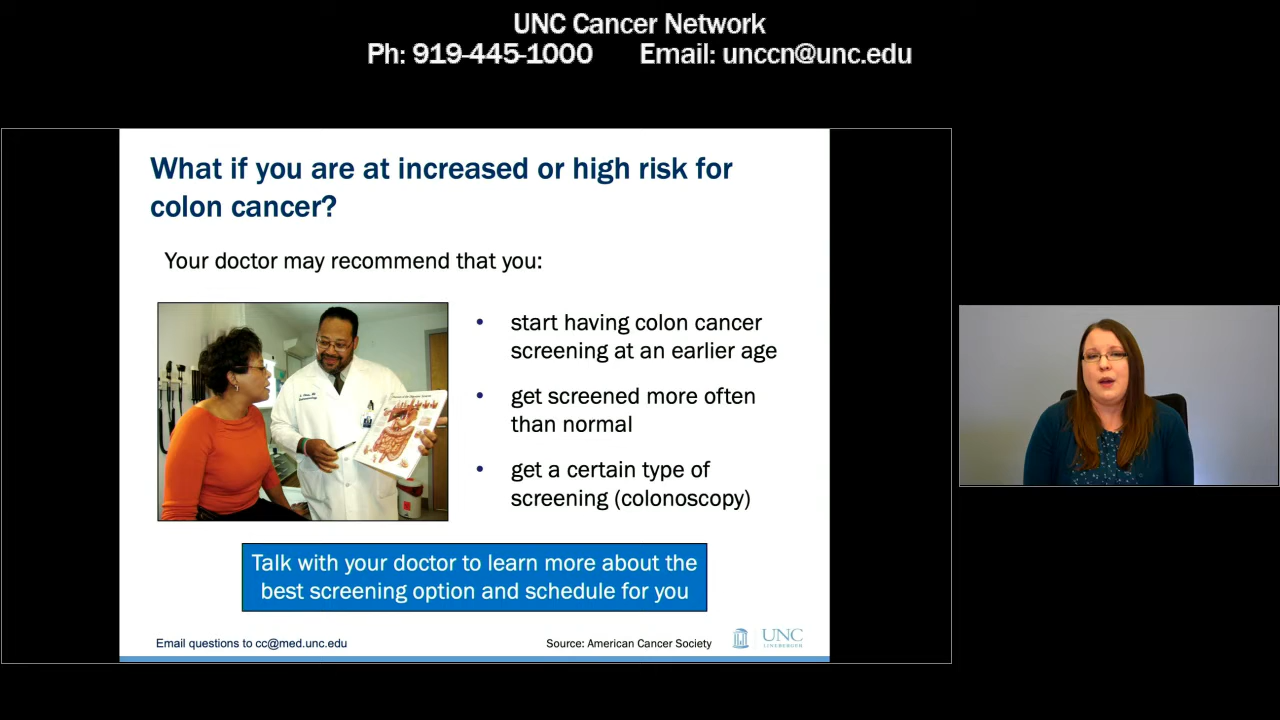 UNC Cancer Network
Ph: 919-445-1000 Email: unccn@unc.edu
What if you are at increased or high risk for
colon cancer?
Your doctor may recommend that you:
• start having colon cancer
screening at an earlier age
• get screened more often
than normal
• get a certain type of
screening (colonoscopy)
Talk with your doctor to learn more about the
best screening option and schedule for you
Email questions to cc@med.unc.edu
Source: American Cancer Society
UNC
LINEBERGER